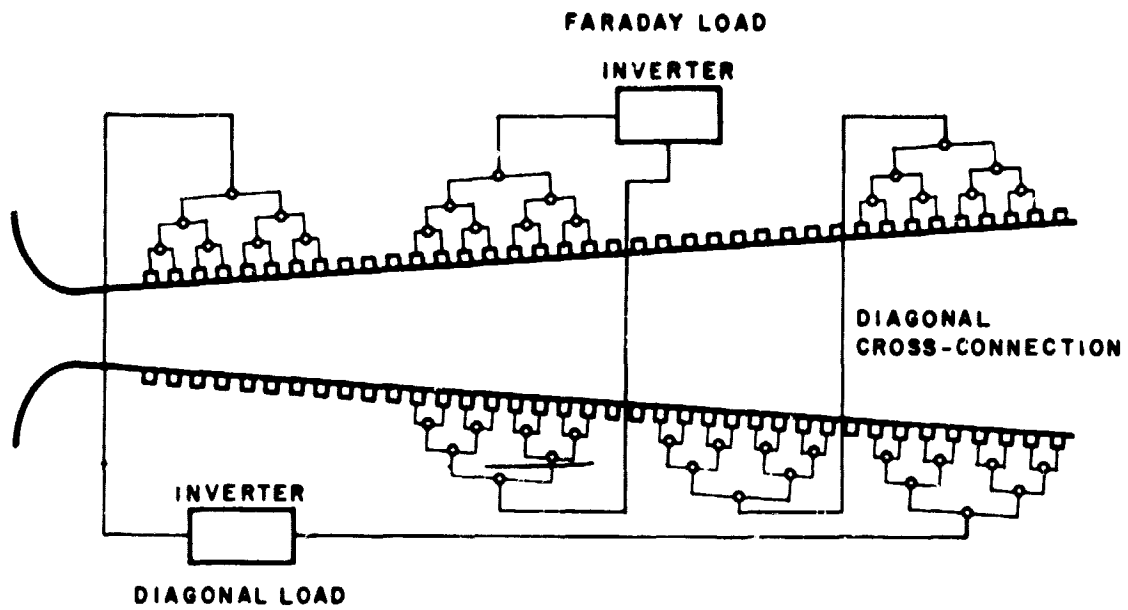 FARADAY LOAD
INVERTER
DIAGONAL
CROSS-CONNECTION
INVERTER
DIAGONAL LOAD